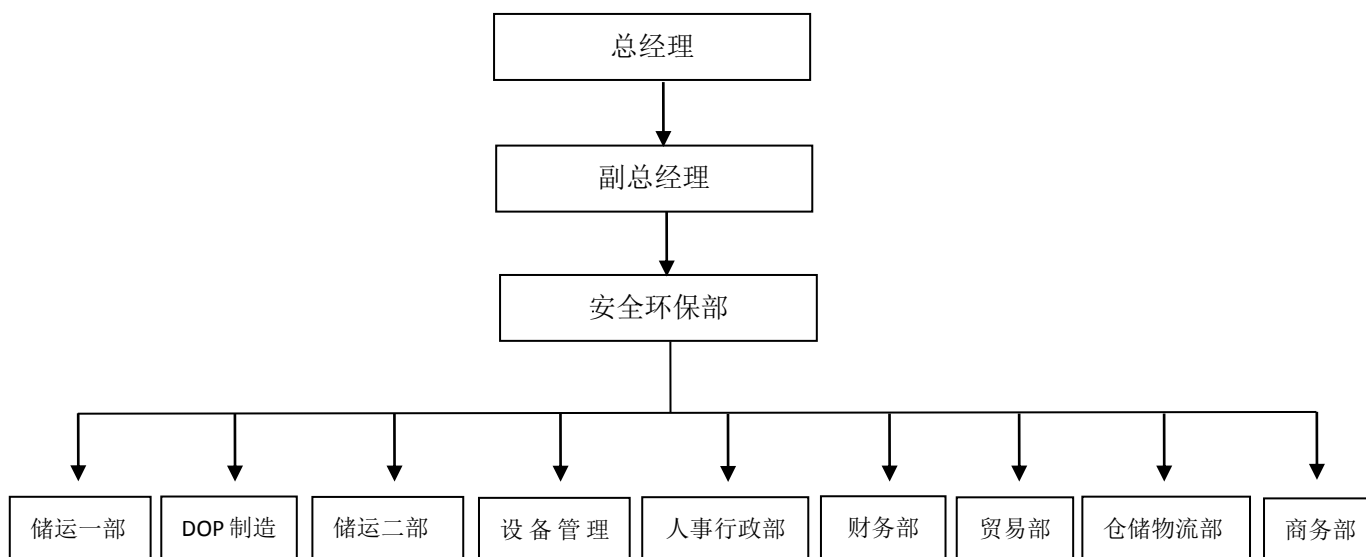 总经理
副总经理
安全环保部
储运一部
DOP 制造
储运二部
设备管理
人事行政部
财务部
贸易部
仓储物流部
商务部